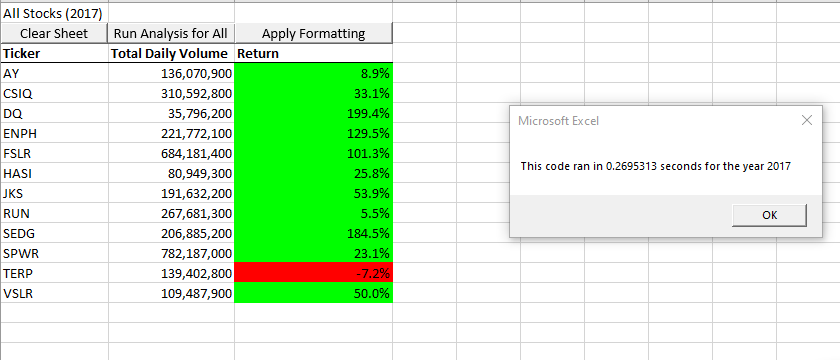 All Stocks (2017)
Clear Sheet Run Analysis for All Apply Formatting
Ticker Total Daily Volume Return
AY 136,070,900 8.9%
CSIQ 310,592,800 33.1%
DQ 35,796,200 199.4%
ENPH 221,772,100 129.5%
FSLR 684,181,400 101.3%
HASI 80,949,300 25.8%
JKS 191,632,200 53.9%
RUN 267,681,300 5.5%
SEDG 206,885,200 184.5%
SPWR 782,187,000 23.1%
TERP 139,402,800 -7.2%
VSLR 109,487,900 50.0%
Microsoft Excel
This code ran in 0.2695313 seconds for the year 2017
OK